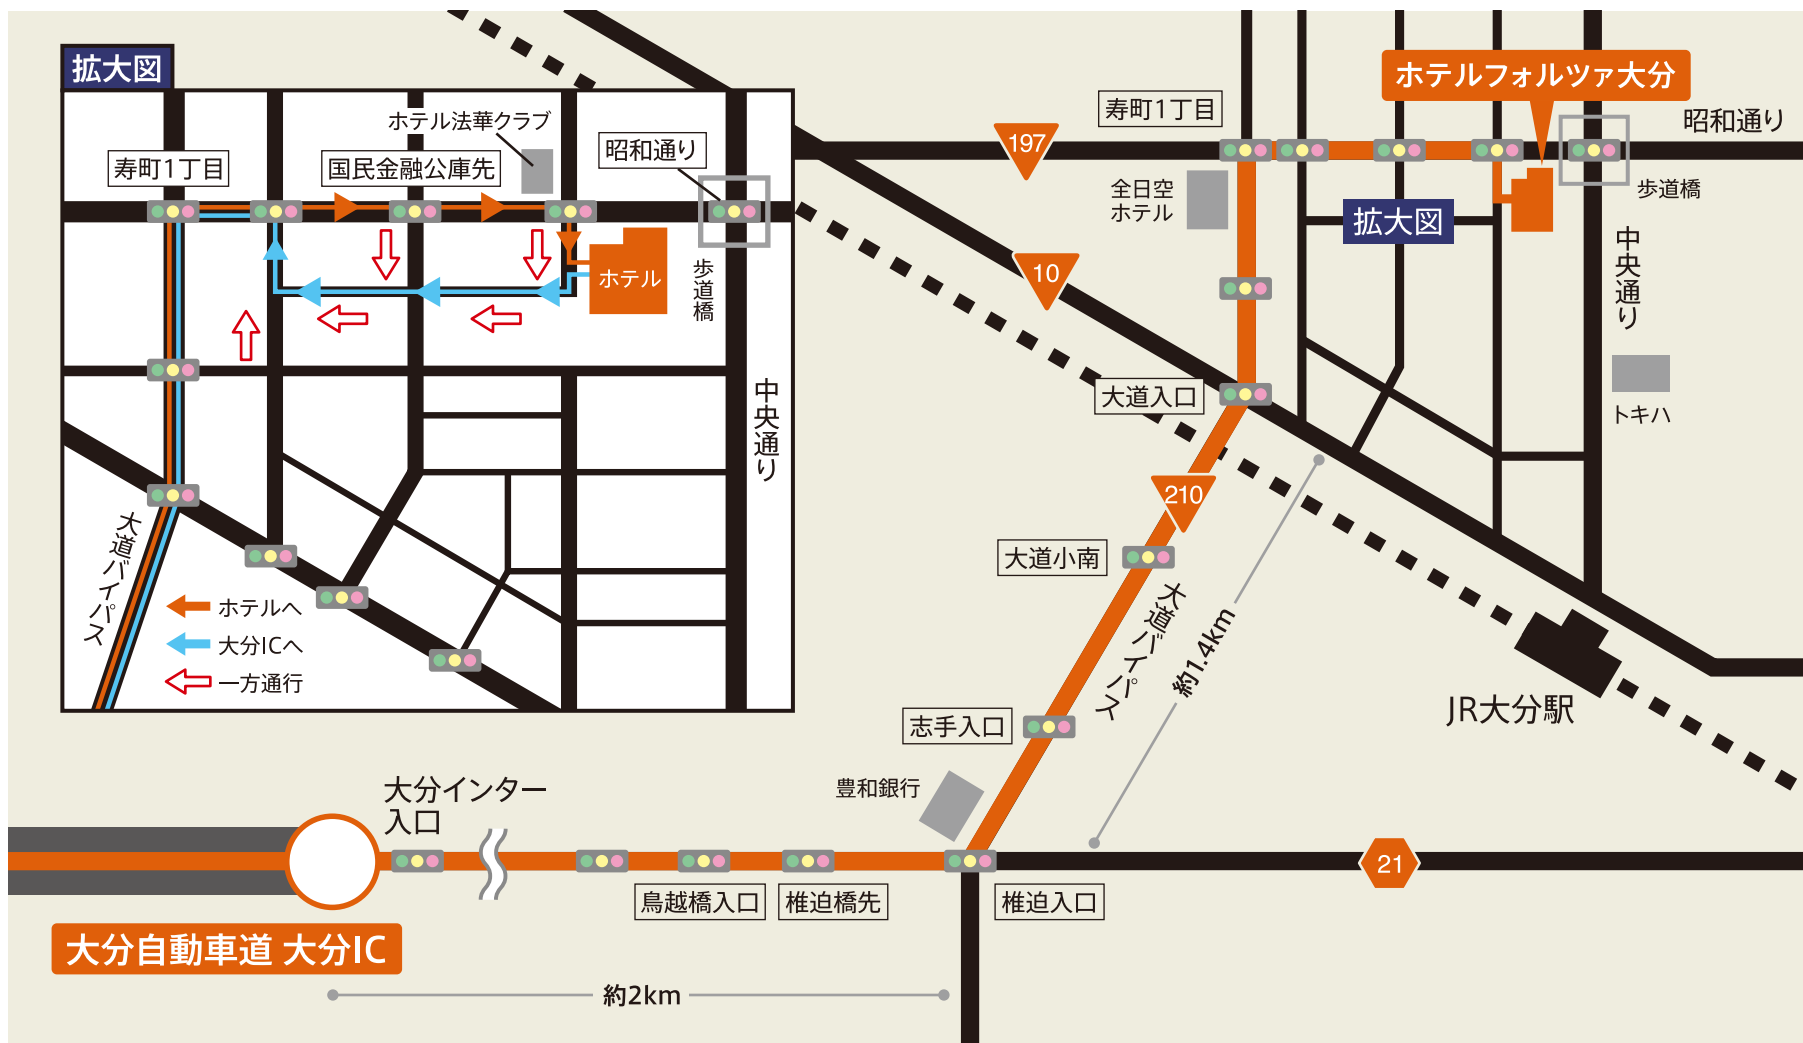 拡大図
ホテル法華クラブ
寿町1丁目
国民金融公庫先
昭和通り
ホテル
歩道橋
中央通り
大道バイパス
ホテルへ
大分ICへ
一方通行
ホテルフォルツァ大分
寿町1丁目
昭和通り
197
全日空
ホテル
歩道橋
拡大図
中央通り
10
トキハ
大道入口
210
大道小南
大道バイパス
約1.4km
JR大分駅
志手入口
豊和銀行
大分インター
入口
21
鳥越橋入口
椎迫橋先
椎迫入口
大分自動車道 大分IC
約2km